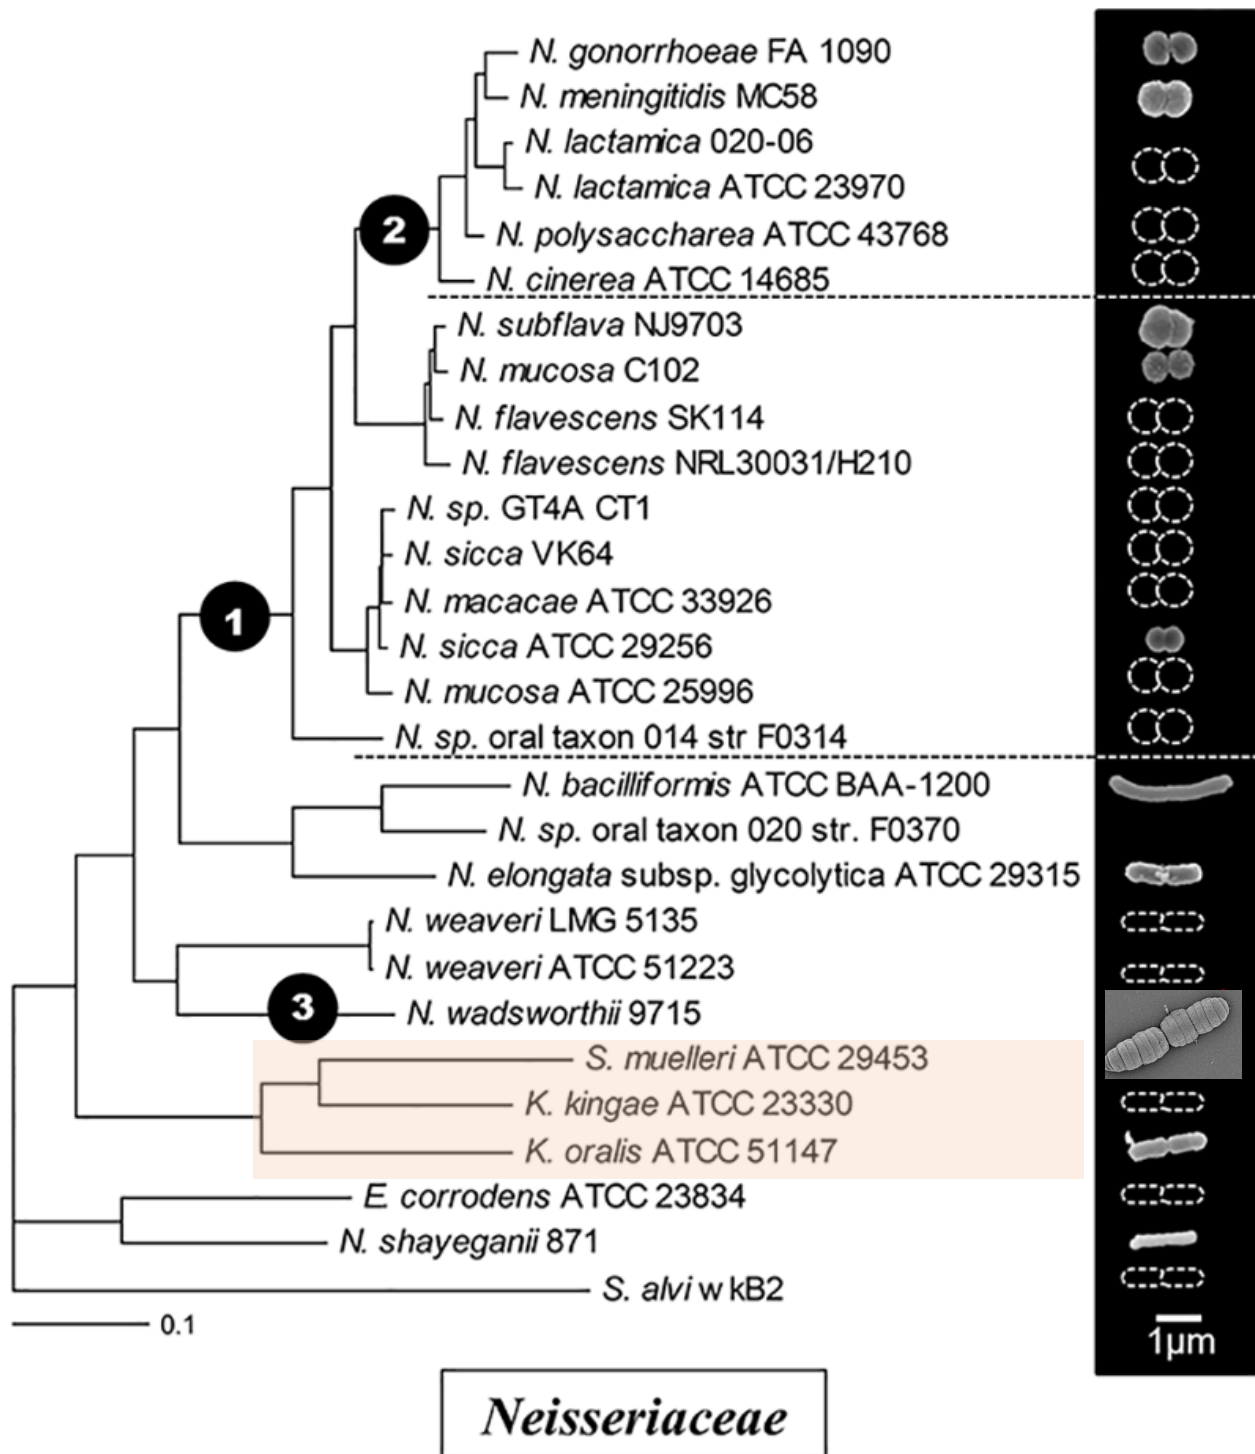 N. gonorrhoeae FA 1090
N. meningitidis MC58
N. lactamica 020-06
N. lactamica ATCC 23970
2
N. polysaccharea ATCC 43768
N. cinerea ATCC 14685
N. subflava NJ9703
N. mucosa C102
N. flavescens SK114
N. flavescens NRL30031/H210
N. sp. GT4A CT1
N. sicca VK64
N. macacae ATCC 33926
1
N. sicca ATCC 29256
N. mucosa ATCC 25996
N. sp. oral taxon 014 str F0314
N. bacilliformis ATCC BAA-1200
N. sp. oral taxon 020 str. F0370
N. elongata subsp. glycolytica ATCC 29315
N. weaveri LMG 5135
N. weaveri ATCC 51223
3
N. wadsworthii 9715
S. muelleri ATCC 29453
K. kingae ATCC 23330
K. oralis ATCC 51147
E. corrodens ATCC 23834
N. shayeganii 871
S. alvi w kB2
0.1
1μm
Neisseriaceae